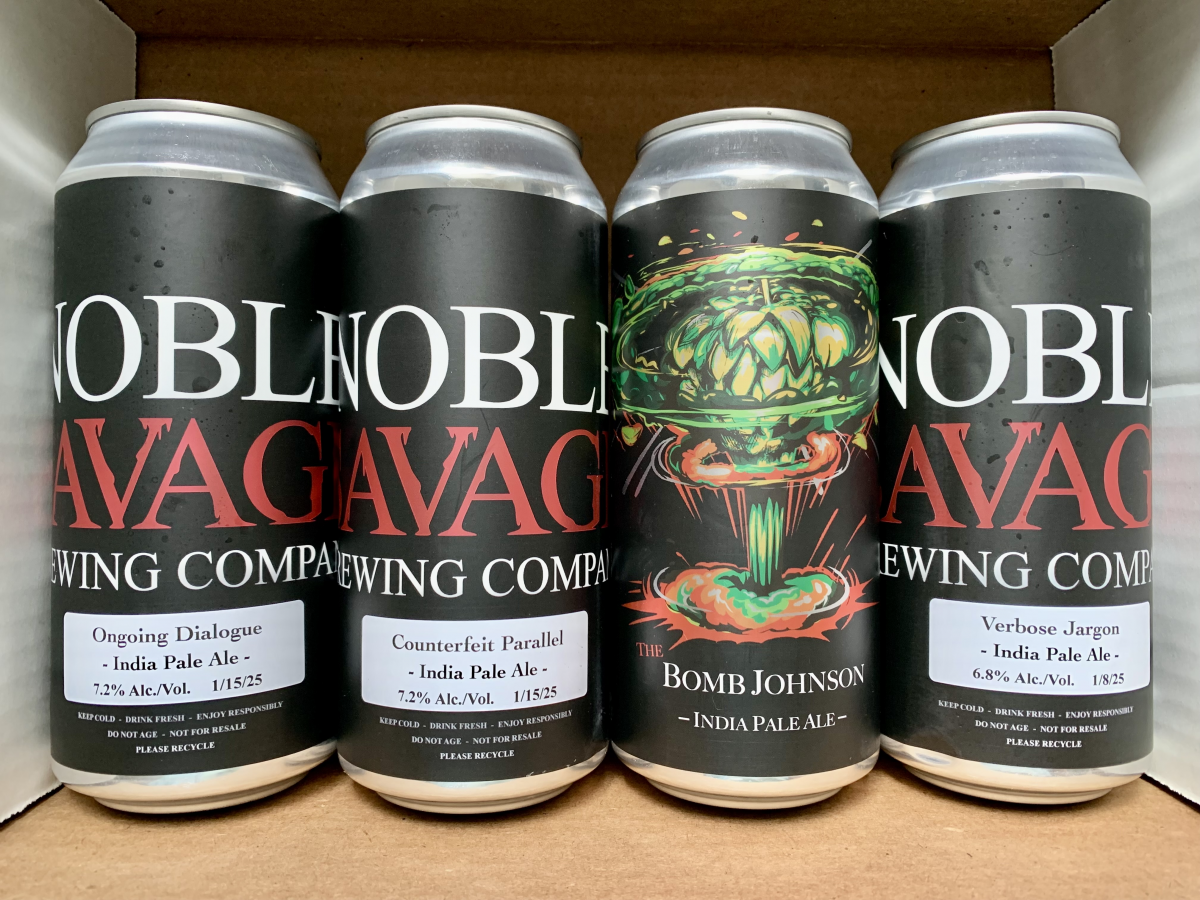 NOBLE
AVAG
EWING COMPA
Ongoing Dialogue
- India Pale Ale -
7.2% Alc./Vol. 1/15/25
KEEP COLD - DRINK FRESH - ENJOY RESPONSIBLY
DO NOT AGE - NOT FOR RESALE
PLEASE RECYCLE
NOBLE
AVAG
EWING COMPA
Counterfeit Parallel
- India Pale Ale -
7.2% Alc./Vol. 1/15/25
KEEP COLD - DRINK FRESH - ENJOY RESPONSIBLY
DO NOT AGE - NOT FOR RESALE
PLEASE RECYCLE
THE
BOMB JOHNSON
- INDIA PALE ALE -
NOBL
AVAG
EWING COMPA
Verbose Jargon
- India Pale Ale -
6.8% Alc./Vol. 1/8/25
KEEP COLD - DRINK FRESH - ENJOY RESPONSIBLY
DO NOT AGE - NOT FOR RESALE
PLEASE RECYCLE